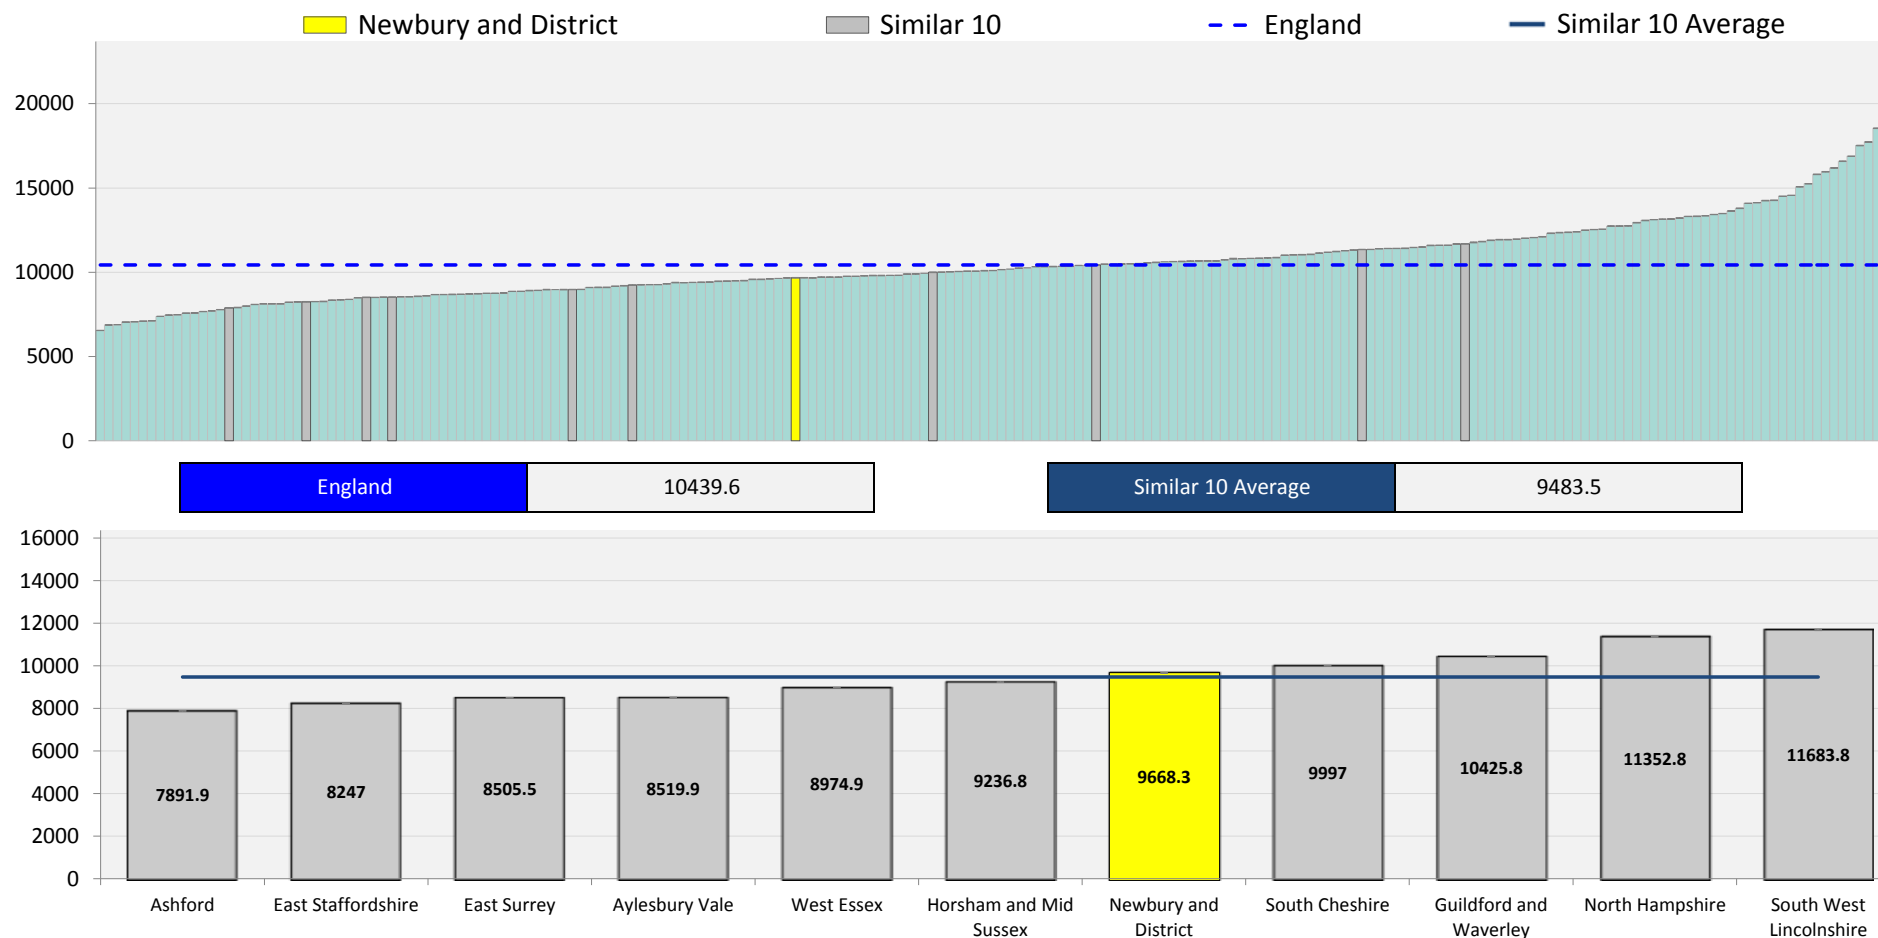 Newbury and District Similar 10 England Similar 10 Average
20000
15000
10000
5000
0
England 10439.6 Similar 10 Average 9483.5
16000
14000
12000
10000
8000
6000
4000
2000
0
7891.9 8247 8505.5 8519.9 8974.9 9236.8 9668.3 9997 10425.8 11352.8 11683.8
Ashford East Staffordshire East Surrey Aylesbury Vale West Essex Horsham and Mid Newbury and South Cheshire Guildford and North Hampshire South West
Sussex District Waverley Lincolnshire